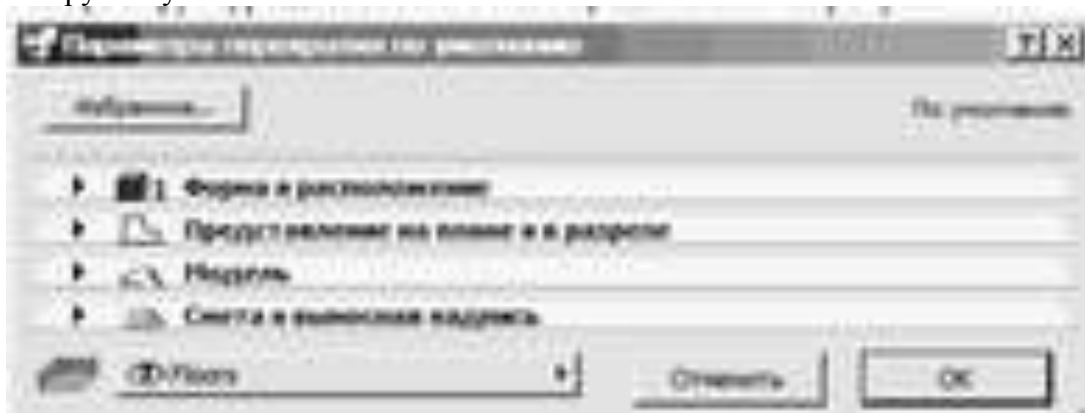 Параметры перекрытия по умолчанию
Избранное...
По умолчанию
1 Форма и расположение
Представление на плане и в разрезе
Модель
Смета и выносная надпись
Floors
Отменить
OK